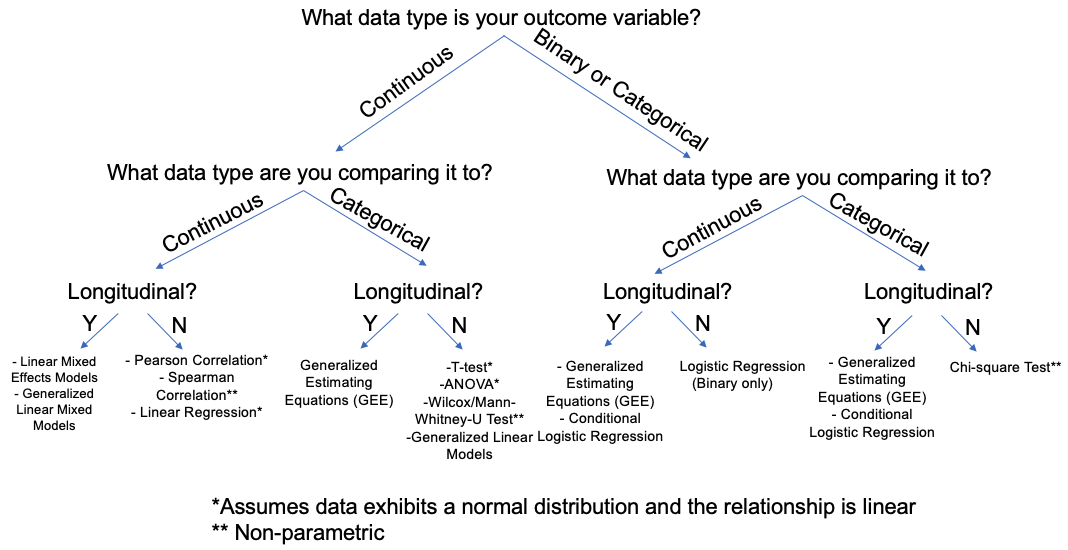 What data type is your outcome variable?
Continuous
Binary or Categorical
What data type are you comparing it to?
What data type are you comparing it to?
Continuous
Categorical
Continuous
Categorical
Longitudinal?
Longitudinal?
Longitudinal?
Longitudinal?
Y
N
Y
N
Y
N
Y
N
- Linear Mixed
Effects Models
- Generalized
Linear Mixed
Models
- Pearson Correlation*
- Spearman
Correlation**
- Linear Regression*
Generalized
Estimating
Equations (GEE)
-T-test*
-ANOVA*
-Wilcox/Mann-
Whitney-U Test**
-Generalized Linear
Models
- Generalized
Estimating
Equations (GEE)
- Conditional
Logistic Regression
Logistic Regression
(Binary only)
- Generalized
Estimating
Equations (GEE)
- Conditional
Logistic Regression
Chi-square Test**
*Assumes data exhibits a normal distribution and the relationship is linear
** Non-parametric